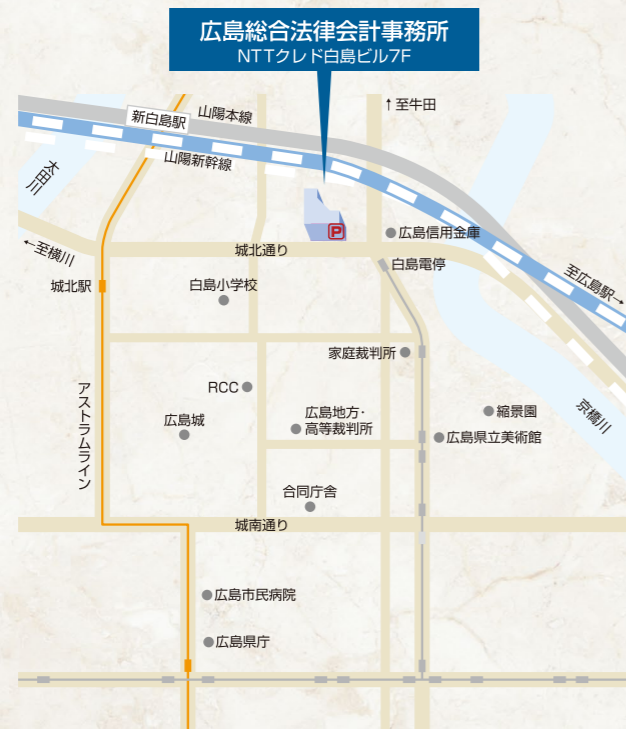 広島総合法律会計事務所
NTTクレド白島ビル7F
↑至牛田
新白島駅
山陽本線
山陽新幹線
太田川
P
広島信用金庫
←至横川
城北通り
白島電停
至広島駅→
城北駅
白島小学校
家庭裁判所
アストラムライン
RCC
広島城
広島地方・
高等裁判所
縮景園
京橋川
広島県立美術館
合同庁舎
城南通り
広島市民病院
広島県庁